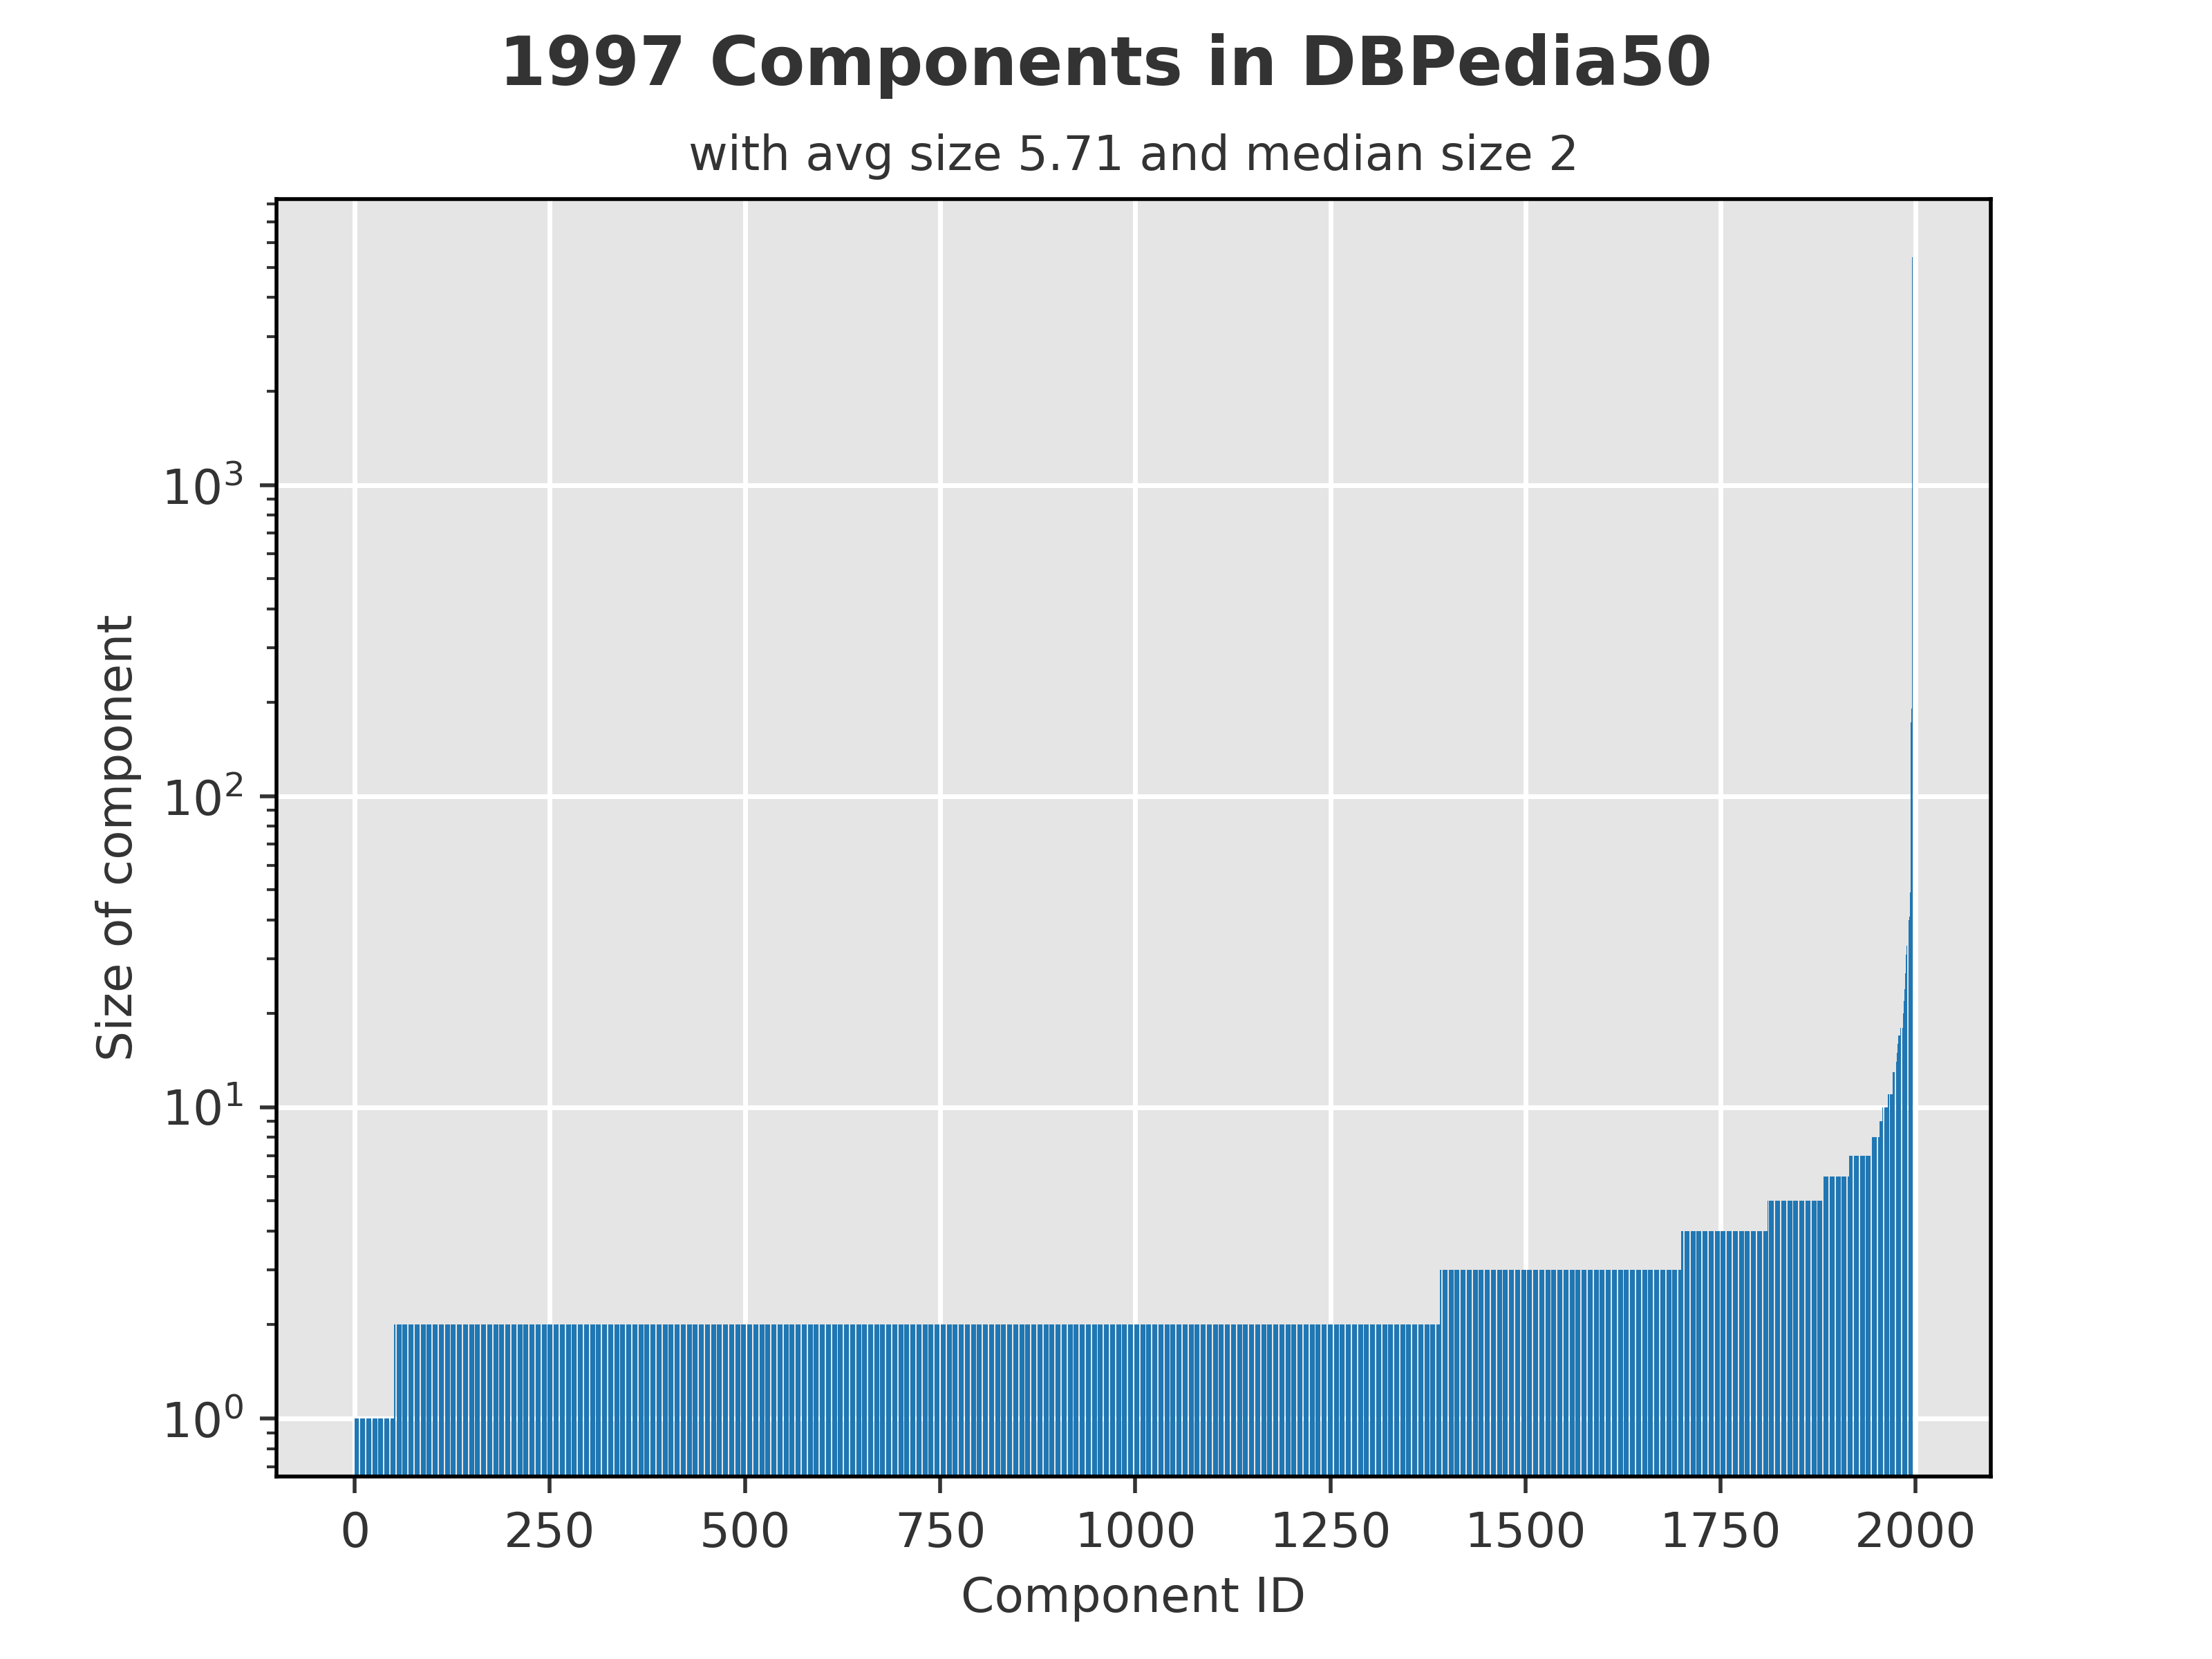 1997 Components in DBPedia50
with avg size 5.71 and median size 2
Size of component
10³
10²
10¹
10⁰
0 250 500 750 1000 1250 1500 1750 2000
Component ID